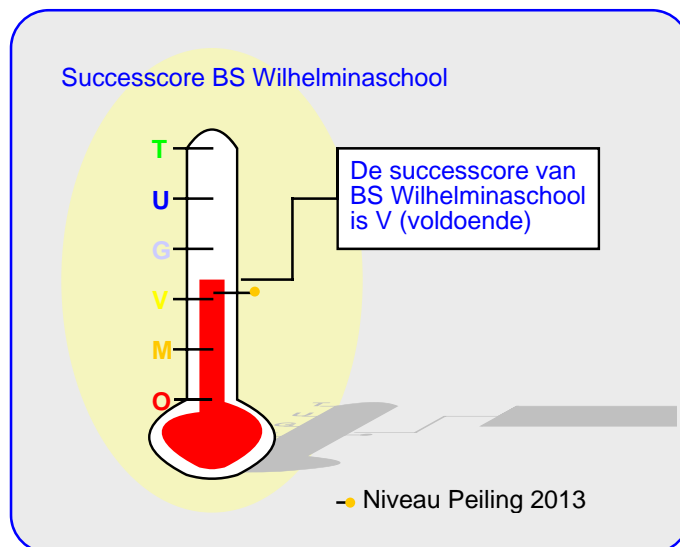 Successcore BS Wilhelminaschool
T
U
G
V
M
O
De successcore van
BS Wilhelminaschool
is V (voldoende)
Niveau Peiling 2013